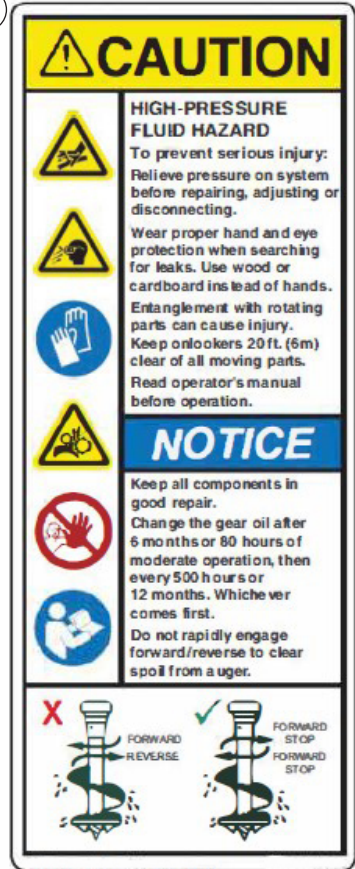 CAUTION
HIGH-PRESSURE
FLUID HAZARD
To prevent serious injury:
Relieve pressure on system
before repairing, adjusting or
disconnecting.
Wear proper hand and eye
protection when searching
for leaks. Use wood or
cardboard instead of hands.
Entanglement with rotating
parts can cause injury.
Keep onlookers 20 ft. (6m)
clear of all moving parts.
Read operator's manual
before operation.
NOTICE
Keep all components in
good repair.
Change the gear oil after
6 months or 80 hours of
moderate operation, then
every 500 hours or
12 months. Whichever
comes first.
Do not rapidly engage
forward/reverse to clear
spoil from auger.
X
FORWARD
REVERSE
✓
FORWARD
STOP
FORWARD
STOP